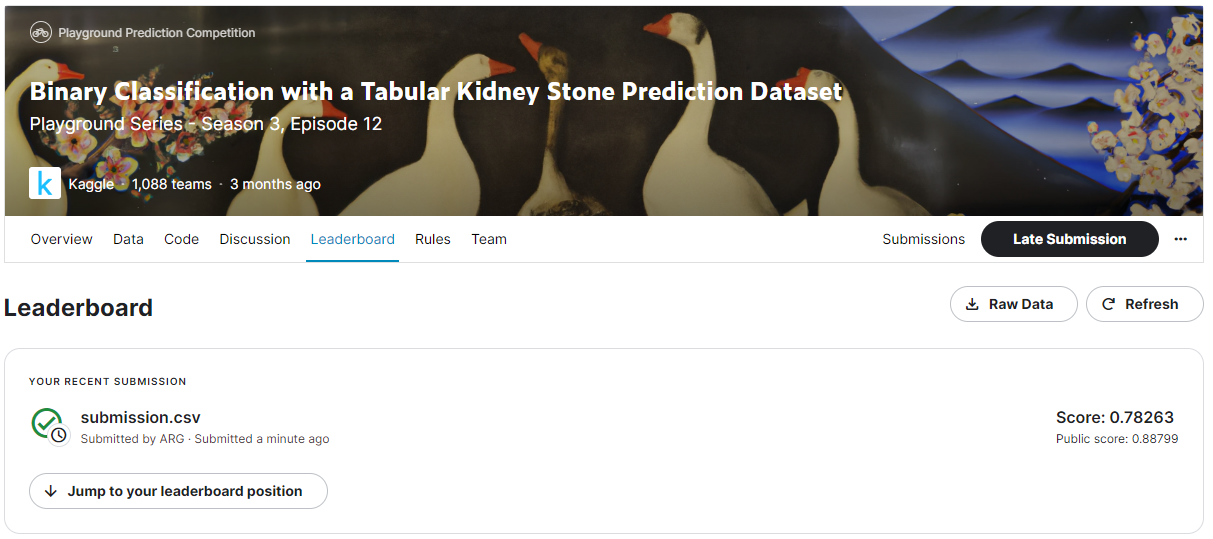 Playground Prediction Competition
Binary Classification with a Tabular Kidney Stone Prediction Dataset
Playground Series - Season 3, Episode 12
k Kaggle · 1,088 teams · 3 months ago
Overview Data Code Discussion Leaderboard Rules Team Submissions Late Submission ···
Leaderboard Raw Data Refresh
YOUR RECENT SUBMISSION
submission.csv Score: 0.78263
Submitted by ARG · Submitted a minute ago Public score: 0.88799
Jump to your leaderboard position